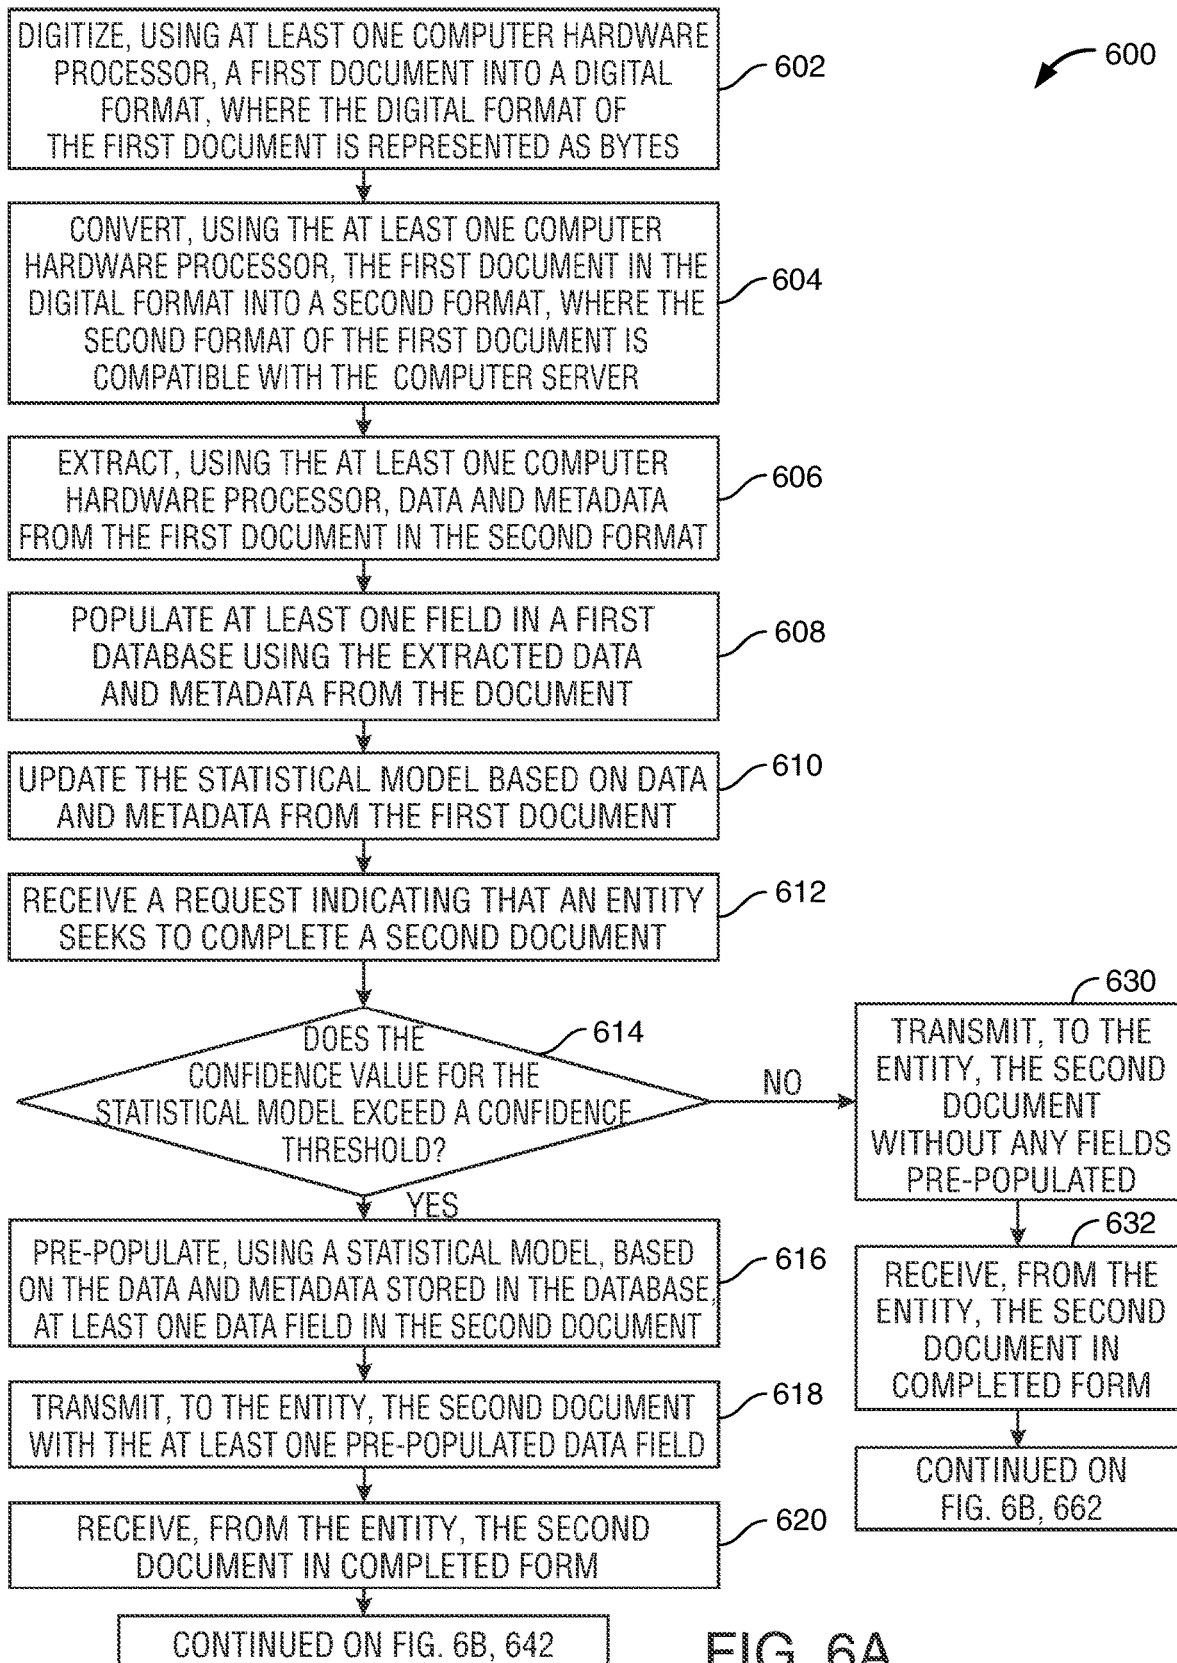 DIGITIZE, USING AT LEAST ONE COMPUTER HARDWARE
PROCESSOR, A FIRST DOCUMENT INTO A DIGITAL
FORMAT, WHERE THE DIGITAL FORMAT OF
THE FIRST DOCUMENT IS REPRESENTED AS BYTES
602
600
CONVERT, USING THE AT LEAST ONE COMPUTER
HARDWARE PROCESSOR, THE FIRST DOCUMENT IN THE
DIGITAL FORMAT INTO A SECOND FORMAT, WHERE THE
SECOND FORMAT OF THE FIRST DOCUMENT IS
COMPATIBLE WITH THE COMPUTER SERVER
604
EXTRACT, USING THE AT LEAST ONE COMPUTER
HARDWARE PROCESSOR, DATA AND METADATA
FROM THE FIRST DOCUMENT IN THE SECOND FORMAT
606
POPULATE AT LEAST ONE FIELD IN A FIRST
DATABASE USING THE EXTRACTED DATA
AND METADATA FROM THE DOCUMENT
608
UPDATE THE STATISTICAL MODEL BASED ON DATA
AND METADATA FROM THE FIRST DOCUMENT
610
RECEIVE A REQUEST INDICATING THAT AN ENTITY
SEEKS TO COMPLETE A SECOND DOCUMENT
612
DOES THE
CONFIDENCE VALUE FOR THE
STATISTICAL MODEL EXCEED A CONFIDENCE
THRESHOLD?
614
NO
YES
630
TRANSMIT, TO THE
ENTITY, THE SECOND
DOCUMENT
WITHOUT ANY FIELDS
PRE-POPULATED
632
RECEIVE, FROM THE
ENTITY, THE SECOND
DOCUMENT IN
COMPLETED FORM
CONTINUED ON
FIG. 6B, 662
PRE-POPULATE, USING A STATISTICAL MODEL, BASED
ON THE DATA AND METADATA STORED IN THE DATABASE,
AT LEAST ONE DATA FIELD IN THE SECOND DOCUMENT
616
TRANSMIT, TO THE ENTITY, THE SECOND DOCUMENT
WITH THE AT LEAST ONE PRE-POPULATED DATA FIELD
618
RECEIVE, FROM THE ENTITY, THE SECOND
DOCUMENT IN COMPLETED FORM
620
CONTINUED ON FIG. 6B, 642
FIG. 6A